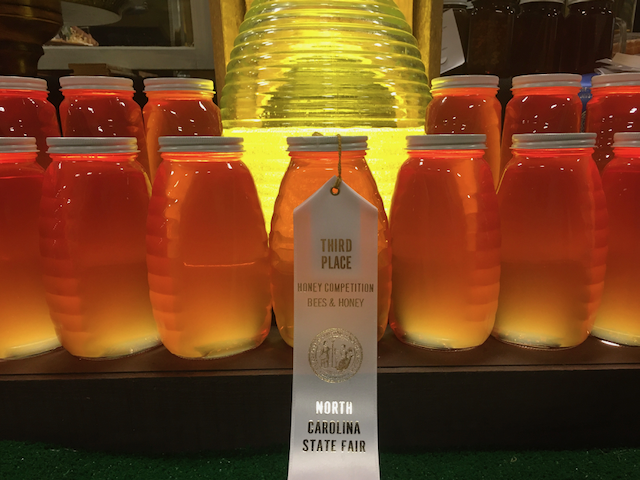 THIRD
PLACE
HONEY COMPETITION
BEES & HONEY
NORTH
CAROLINA
STATE FAIR